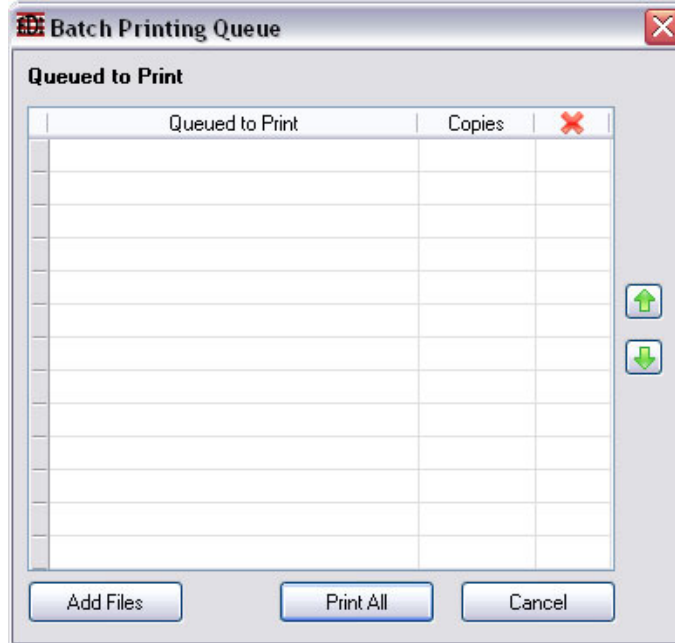 Batch Printing Queue
Queued to Print
Queued to Print Copies
Add Files Print All Cancel